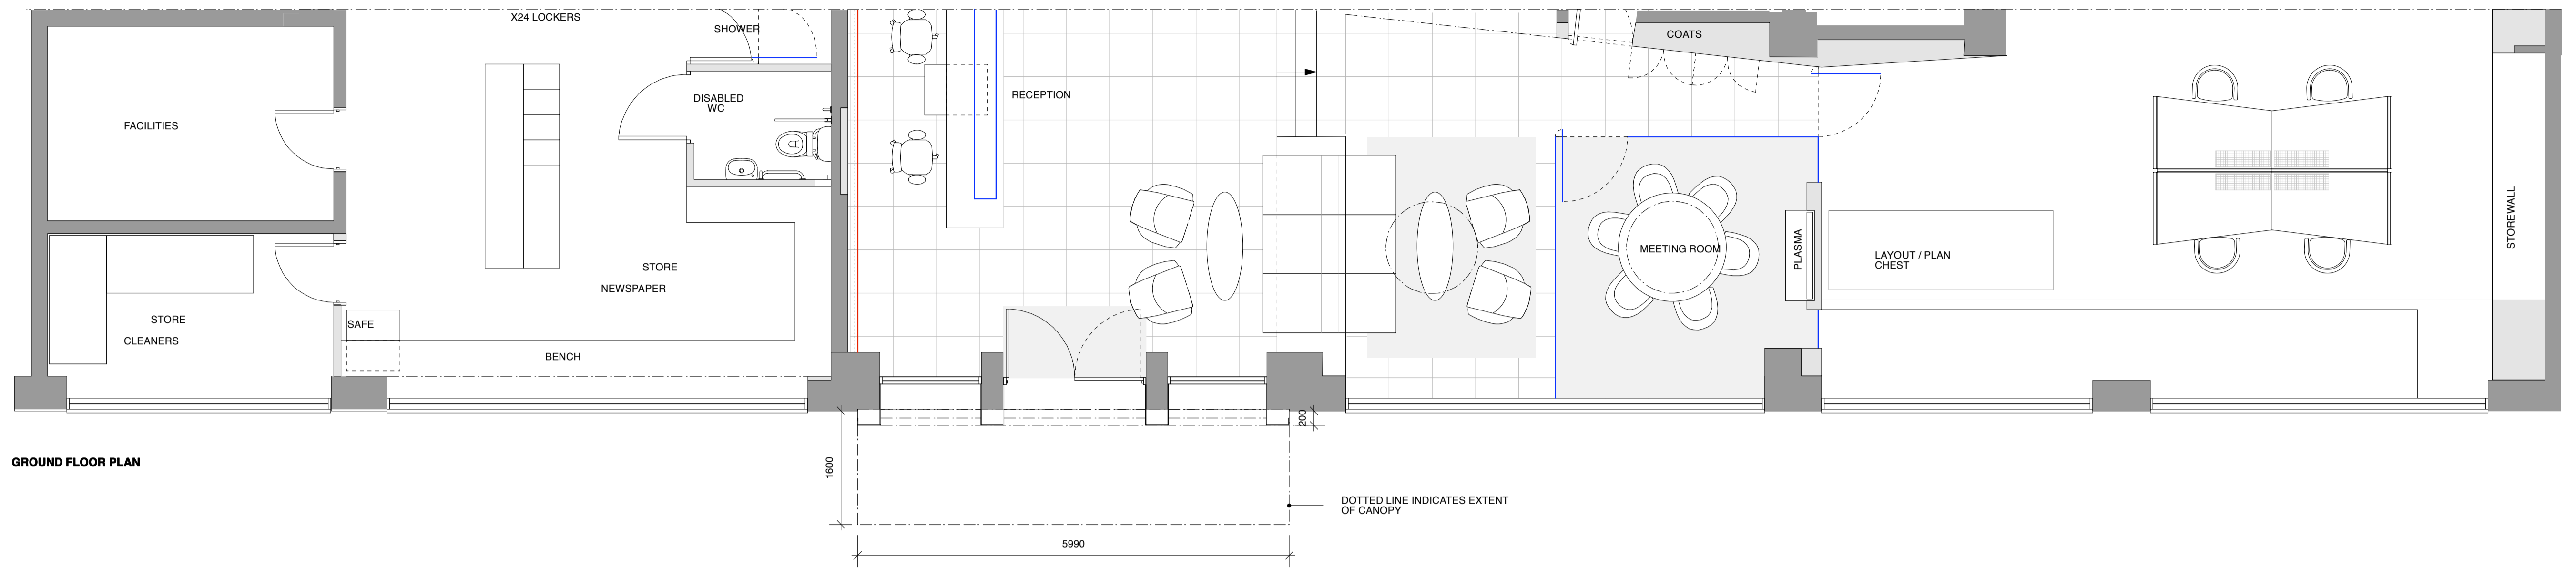 X24 LOCKERS
SHOWER
COATS
DISABLED
WC
RECEPTION
FACILITIES
STOREWALL
MEETING ROOM
PLASMA
LAYOUT / PLAN
CHEST
STORE
NEWSPAPER
STORE
CLEANERS
SAFE
BENCH
200
GROUND FLOOR PLAN
1600
DOTTED LINE INDICATES EXTENT
OF CANOPY
5990